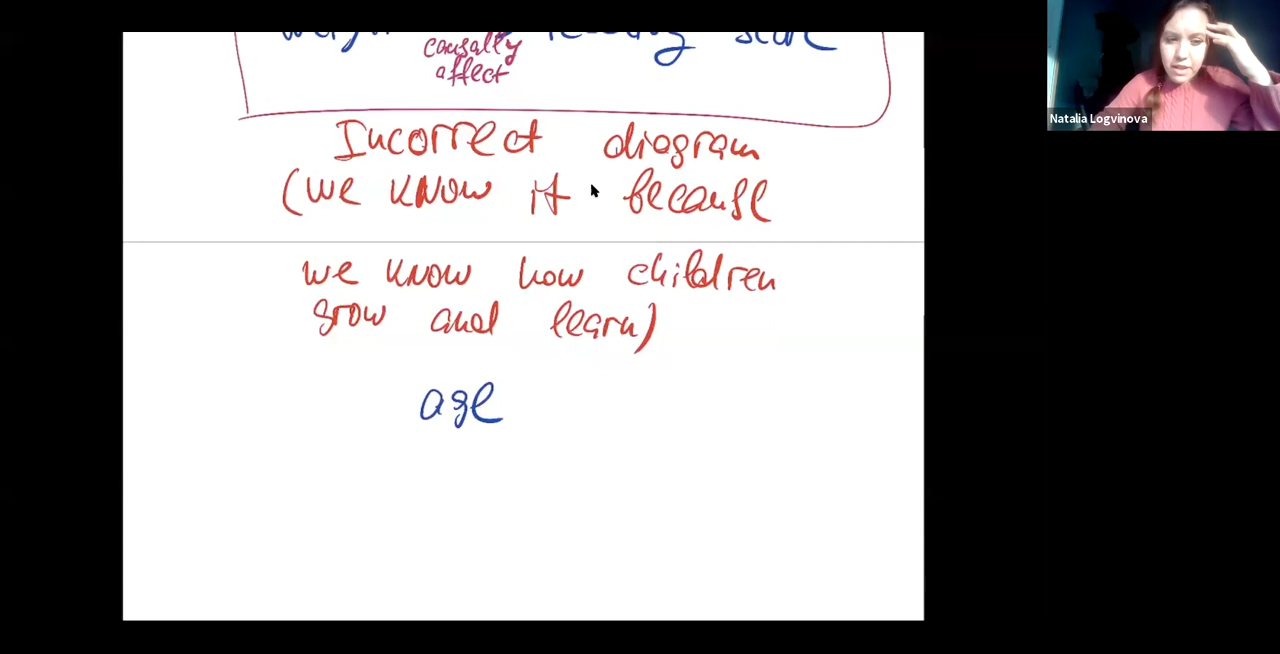 causally
affect
Incorrect diagram
(we know it because
we know how children
grow and learn)
age
Natalia Logvinova